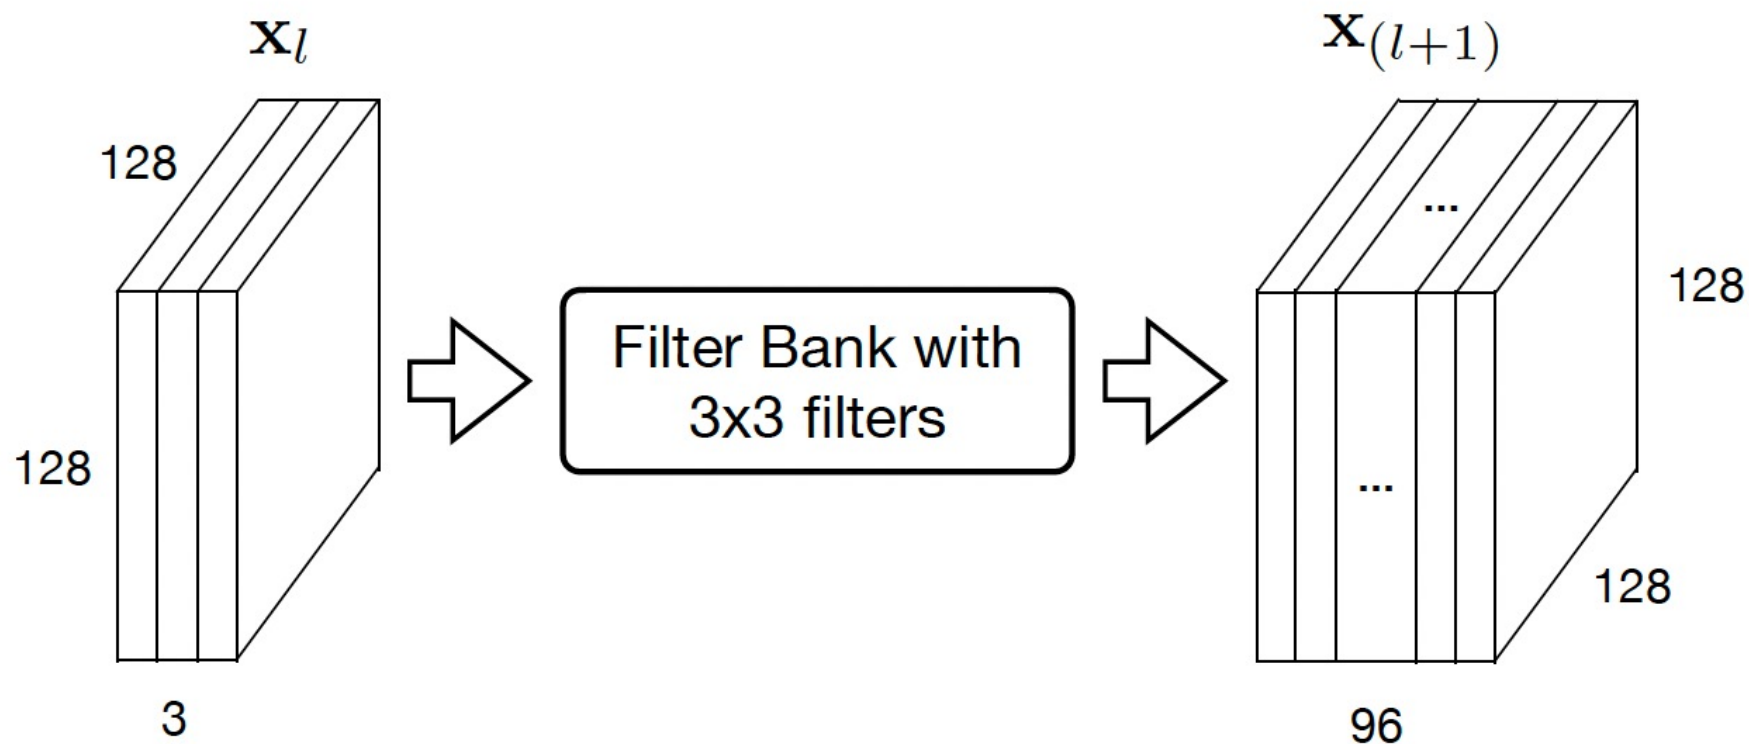 𝐱_l
𝐱_(l+1)
128
128
3
Filter Bank with
3x3 filters
...
...
128
128
96